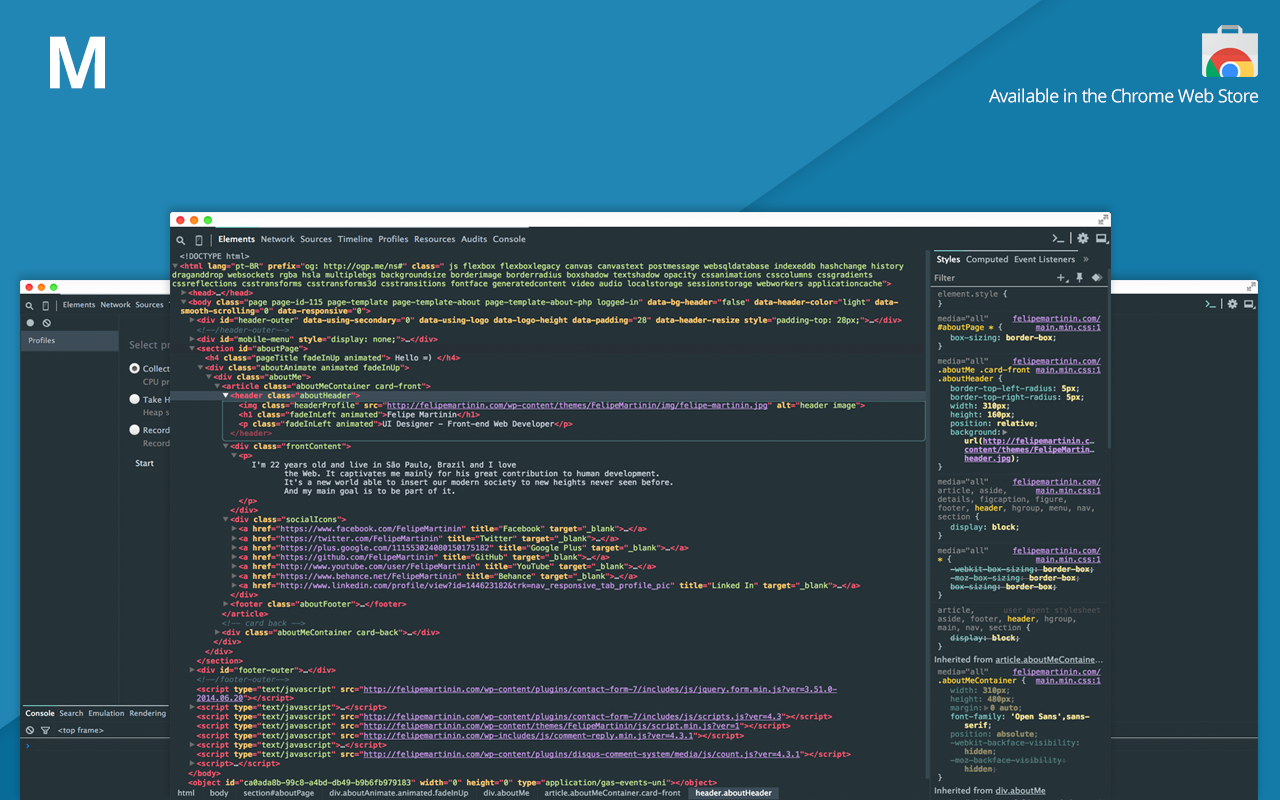 M
Available in the Chrome Web Store
Elements Network Sources Timeline Profiles Resources Audits Console
<!DOCTYPE html>
<html lang="pt-BR" prefix="og: http://ogp.me/ns#" class=" js flexbox flexboxlegacy canvas canvastext postmessage websqldatabase indexeddb hashchange history
draganddrop websockets rgba hsla multiplebgs backgroundsize borderimage borderradius boxshadow textshadow opacity cssanimations csscolumns cssgradients
cssreflections csstransforms csstransforms3d csstransitions fontface generatedcontent video audio localstorage sessionstorage webworkers applicationcache">
<head>…</head>
<body class="page page-id-115 page-template page-template-about page-template-about-php logged-in" data-bg-header="false" data-header-color="light" data-
smooth-scrolling="0" data-responsive="0">
<div id="header-outer" data-using-secondary="0" data-using-logo data-logo-height data-padding="28" data-header-resize style="padding-top: 28px;">…</div>
<!--/header-outer-->
<div id="mobile-menu" style="display: none;">…</div>
<section id="aboutPage">
<h4 class="pageTitle fadeInUp animated"> Hello =) </h4>
<div class="aboutAnimate animated fadeInUp">
<div class="aboutMe">
<article class="aboutMeContainer card-front">
<header class="aboutHeader">
<img class="headerProfile" src="http://felipemartinin.com/wp-content/themes/FelipeMartinin/img/felipe-martinin.jpg" alt="header image">
<h1 class="fadeInLeft animated">Felipe Martinin</h1>
<p class="fadeInLeft animated">UI Designer - Front-end Web Developer</p>
</header>
<div class="frontContent">
<p>
I'm 22 years old and live in São Paulo, Brazil and I love
the Web. It captivates me mainly for his great contribution to human development.
It's a new world able to insert our modern society to new heights never seen before.
And my main goal is to be part of it.
</p>
</div>
<div class="socialIcons">
<a href="https://www.facebook.com/FelipeMartinin" title="Facebook" target="_blank">…</a>
<a href="https://twitter.com/FelipeMartinin" title="Twitter" target="_blank">…</a>
<a href="https://plus.google.com/111553024080150175182" title="Google Plus" target="_blank">…</a>
<a href="https://github.com/FelipeMartinin" title="GitHub" target="_blank">…</a>
<a href="http://www.youtube.com/user/FelipeMartinin" title="YouTube" target="_blank">…</a>
<a href="https://www.behance.net/FelipeMartinin" title="Behance" target="_blank">…</a>
<a href="http://www.linkedin.com/profile/view?id=144623182&trk=nav_responsive_tab_profile_pic" title="Linked In" target="_blank">…</a>
</div>
<footer class="aboutFooter">…</footer>
</article>
<!-- card back -->
<div class="aboutMeContainer card-back">…</div>
</div>
</div>
</section>
<div id="footer-outer">…</div>
<!--/footer-outer-->
<script type="text/javascript" src="http://felipemartinin.com/wp-content/plugins/contact-form-7/includes/js/jquery.form.min.js?ver=3.51.0-
2014.06.20"></script>
<script type="text/javascript">…</script>
<script type="text/javascript" src="http://felipemartinin.com/wp-content/plugins/contact-form-7/includes/js/scripts.js?ver=4.3"></script>
<script type="text/javascript" src="http://felipemartinin.com/wp-content/themes/FelipeMartinin/js/script.min.js?ver=1"></script>
<script type="text/javascript" src="http://felipemartinin.com/wp-includes/js/comment-reply.min.js?ver=4.3.1"></script>
<script type="text/javascript">…</script>
<script type="text/javascript" src="http://felipemartinin.com/wp-content/plugins/disqus-comment-system/media/js/count.js?ver=4.3.1"></script>
<script>…</script>
</body>
<object id="ca0ada8b-99c8-a4bd-db49-b9b6fb979183" width="0" height="0" type="application/gas-events-uni"></object>
html body section#aboutPage div.aboutAnimate.animated.fadeInUp div.aboutMe article.aboutMeContainer.card-front header.aboutHeader
Styles Computed Event Listeners »
Filter
element.style {
}
media="all" felipemartinin.com/
#aboutPage * { main.min.css:1
box-sizing: border-box;
}
media="all" felipemartinin.com/
.aboutMe .card-front main.min.css:1
.aboutHeader {
border-top-left-radius: 5px;
border-top-right-radius: 5px;
width: 310px;
height: 160px;
position: relative;
background:
url(http://felipemartinin.c…
content/themes/FelipeMartin…
header.jpg);
}
media="all" felipemartinin.com/
article, aside, main.min.css:1
details, figcaption, figure,
footer, header, hgroup, menu, nav,
section {
display: block;
}
media="all" felipemartinin.com/
* { main.min.css:1
-webkit-box-sizing: border-box;
-moz-box-sizing: border-box;
box-sizing: border-box;
}
article, user agent stylesheet
aside, footer, header, hgroup,
main, nav, section {
display: block;
}
Inherited from article.aboutMeContaine…
media="all" felipemartinin.com/
.aboutMeContainer { main.min.css:1
width: 310px;
height: 480px;
margin: 0 auto;
font-family: 'Open Sans',sans-
serif;
position: absolute;
-webkit-backface-visibility:
hidden;
-moz-backface-visibility:
hidden;
}
Inherited from div.aboutMe
Elements Network Sources
Profiles
Select pr
Collect
CPU pr
Take H
Heap s
Record
Record
Start
Console Search Emulation Rendering
<top frame>